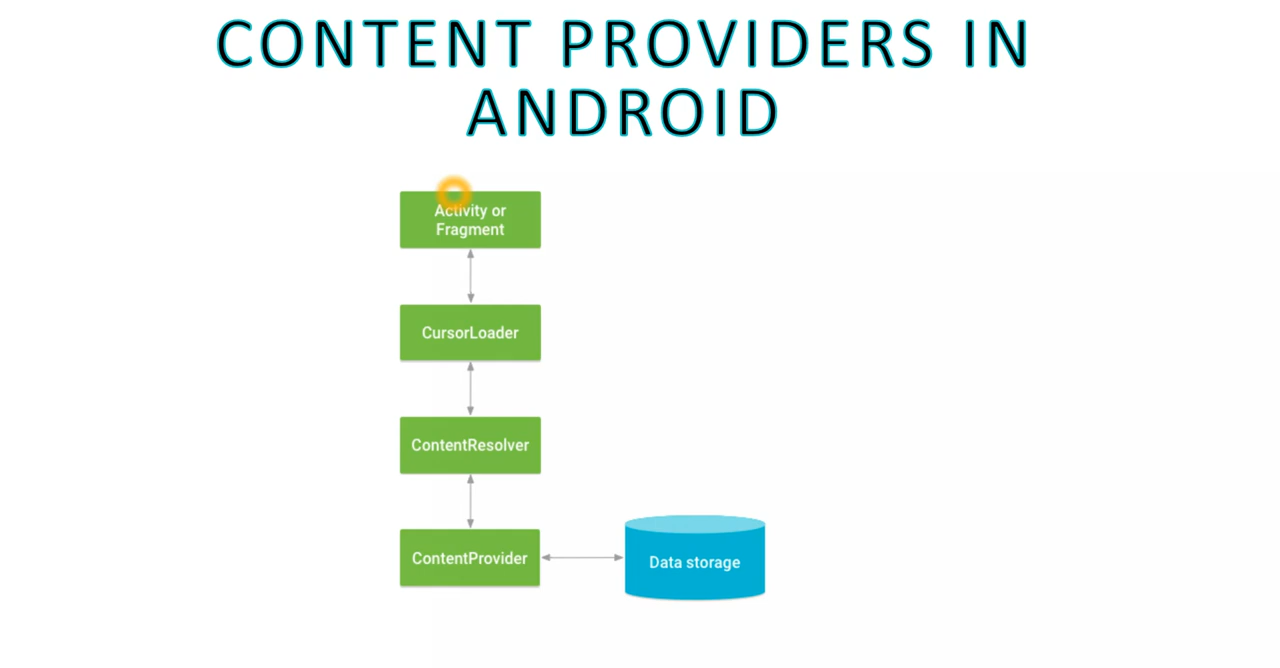 CONTENT PROVIDERS IN
ANDROID
Activity or
Fragment
CursorLoader
ContentResolver
ContentProvider
Data storage